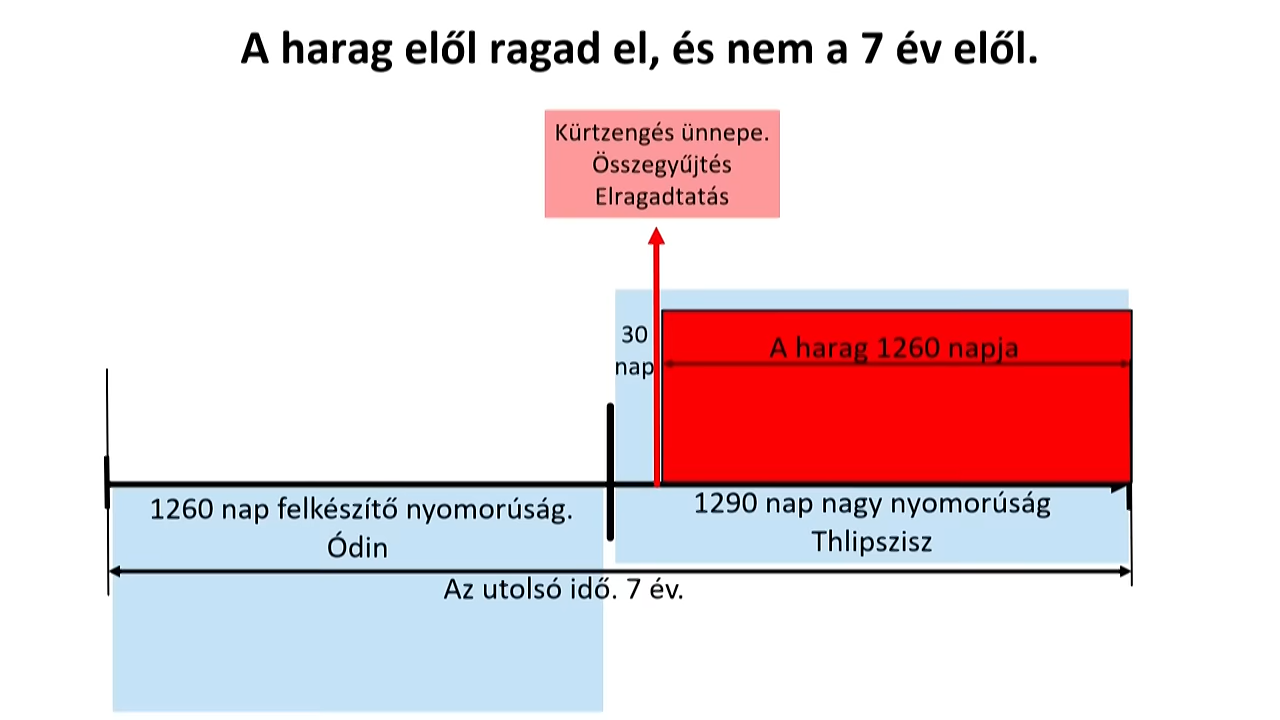 A harag elől ragad el, és nem a 7 év elől.
Kürtzengés ünnepe.
Összegyűjtés
Elragadtatás
30
nap
A harag 1260 napja
1260 nap felkészítő nyomorúság.
Ódin
1290 nap nagy nyomorúság
Thlipszisz
Az utolsó idő. 7 év.